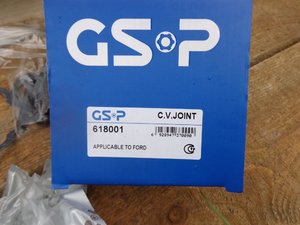 GSP
GSP C.V.JOINT
618001
APPLICABLE TO FORD